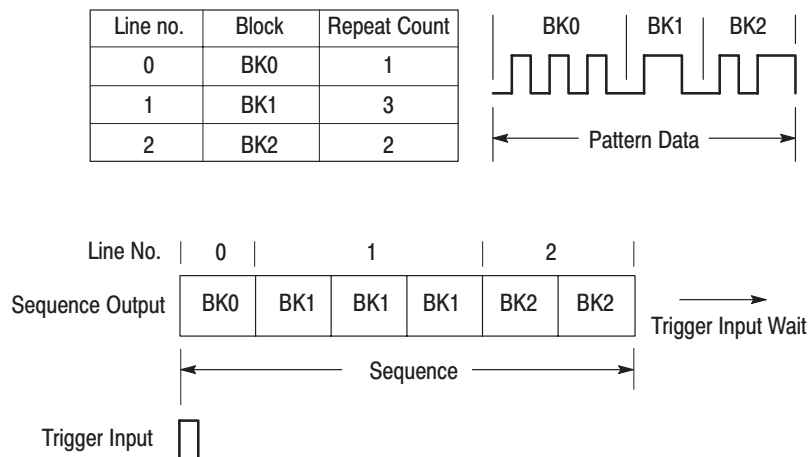 Line no. Block Repeat Count
0 BK0 1
1 BK1 3
2 BK2 2
BK0 BK1 BK2
Pattern Data
Line No. 0 1 2
Sequence Output BK0 BK1 BK1 BK1 BK2 BK2
Trigger Input Wait
Sequence
Trigger Input